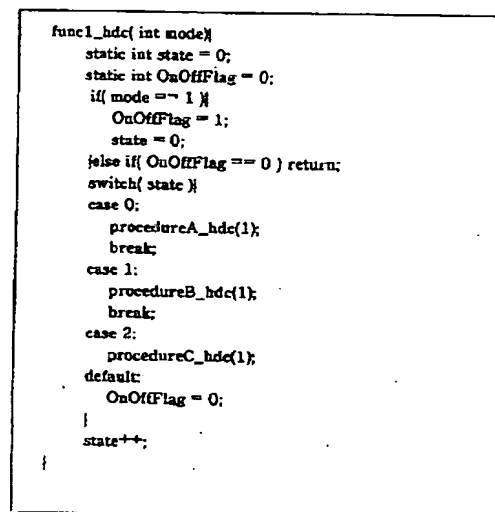 func1_hdc( int mode){
static int state = 0;
static int OnOffFlag = 0;
if( mode == 1 ){
OnOffFlag = 1;
state = 0;
}else if( OnOffFlag == 0 ) return;
switch( state ){
case 0:
procedureA_hdc(1);
break;
case 1:
procedureB_hdc(1);
break;
case 2:
procedureC_hdc(1);
default:
OnOffFlag = 0;
}
state++;
}